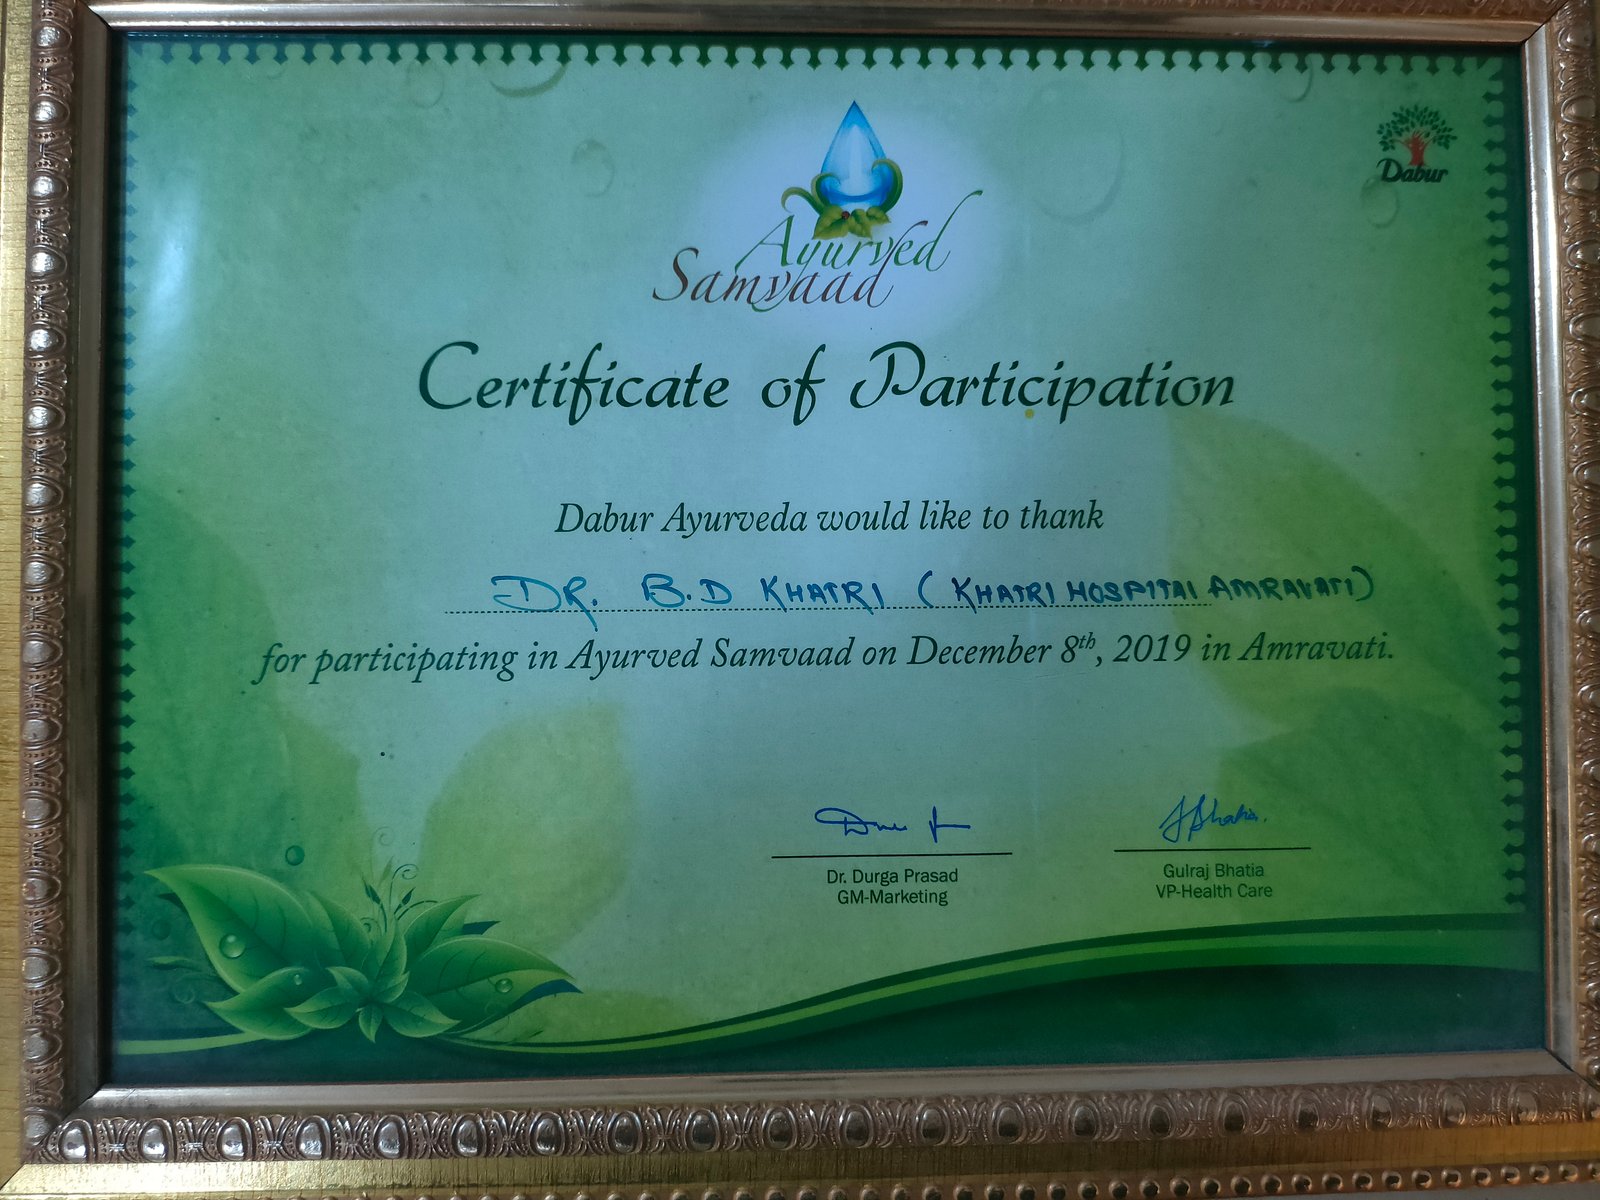 Dabur
Ayurved
Samvaad
Certificate of Participation
Dabur Ayurveda would like to thank
DR. B.D KHATRI (KHATRI HOSPITAL AMRAVATI)
for participating in Ayurved Samvaad on December 8th, 2019 in Amravati.
Dr. Durga Prasad
GM-Marketing
Gulraj Bhatia
VP-Health Care